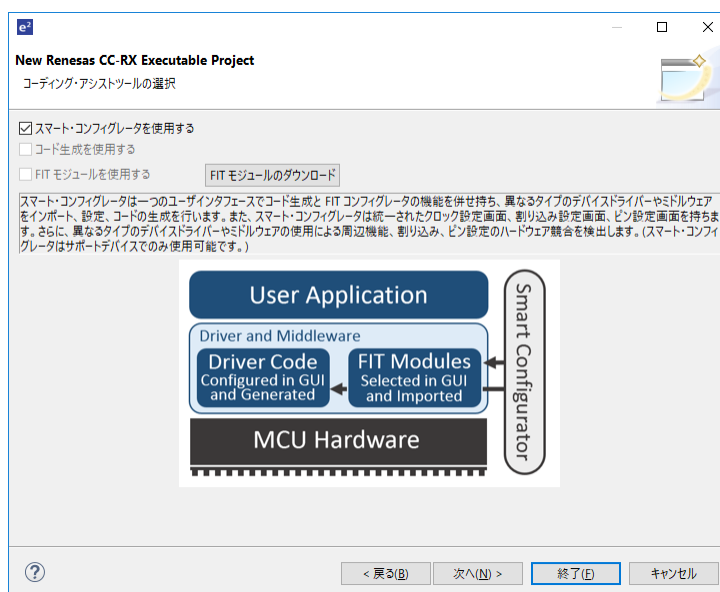 e²
New Renesas CC-RX Executable Project
コーディング・アシストツールの選択
スマート・コンフィグレータを使用する
コード生成を使用する
FIT モジュールを使用する
FIT モジュールのダウンロード
スマート・コンフィグレータは一つのユーザインタフェースでコード生成と FIT コンフィグレータの機能を併せ持ち、異なるタイプのデバイスドライバーやミドルウェア
をインポート、設定、コードの生成を行います。また、スマート・コンフィグレータは統一されたクロック設定画面、割り込み設定画面、ピン設定画面を持ちま
す。さらに、異なるタイプのデバイスドライバーやミドルウェアの使用による周辺機能、割り込み、ピン設定のハードウェア競合を検出します。(スマート・コンフィ
グレータはサポートデバイスでのみ使用可能です。)
User Application
Driver and Middleware
Driver Code
Configured in GUI
and Generated
FIT Modules
Selected in GUI
and Imported
Smart Configurator
MCU Hardware
?
< 戻る(B)
次へ(N) >
終了(F)
キャンセル